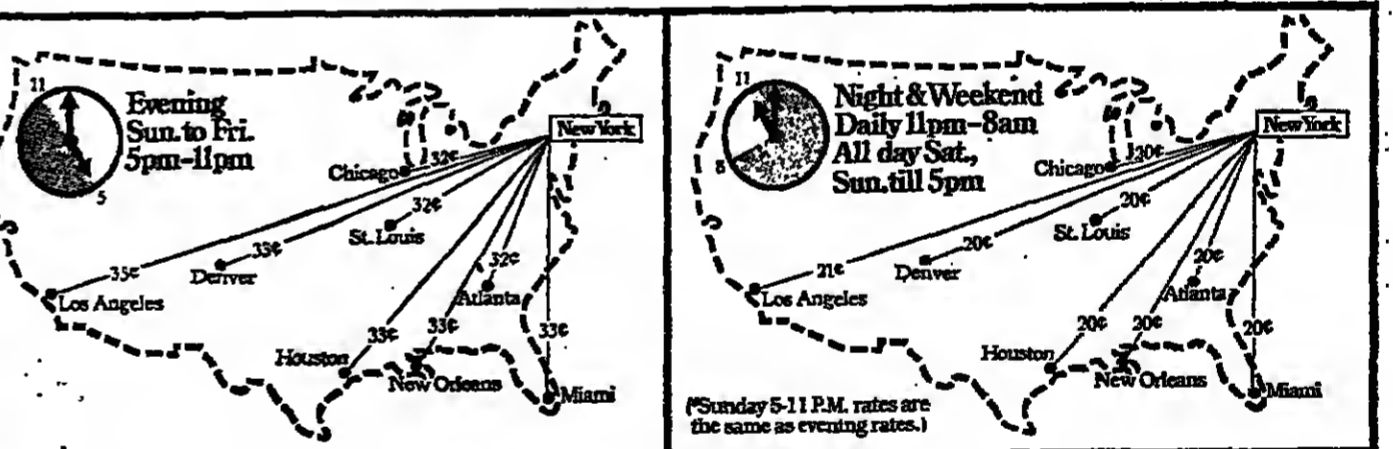 11
Evening
Sun. to Fri.
5pm-11pm
5
New York
Chicago
32¢
32¢
St. Louis
33¢
Denver
35¢
Los Angeles
32¢
Atlanta
33¢
33¢
33¢
Houston
New Orleans
Miami
11
Night & Weekend
Daily 11pm-8am
All day Sat.,
Sun. till 5pm
8
New York
Chicago
20¢
20¢
St. Louis
20¢
Denver
21¢
Los Angeles
20¢
Atlanta
20¢
20¢
20¢
Houston
New Orleans
Miami
(*Sunday 5-11 P.M. rates are
the same as evening rates.)